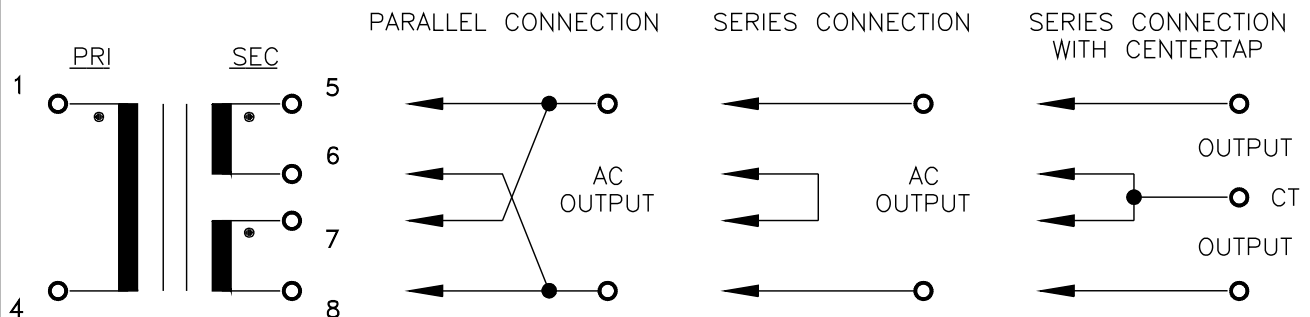 PARALLEL CONNECTION
SERIES CONNECTION
SERIES CONNECTION
WITH CENTERTAP
PRI
SEC
1
5
6
7
4
8
AC
OUTPUT
AC
OUTPUT
OUTPUT
CT
OUTPUT